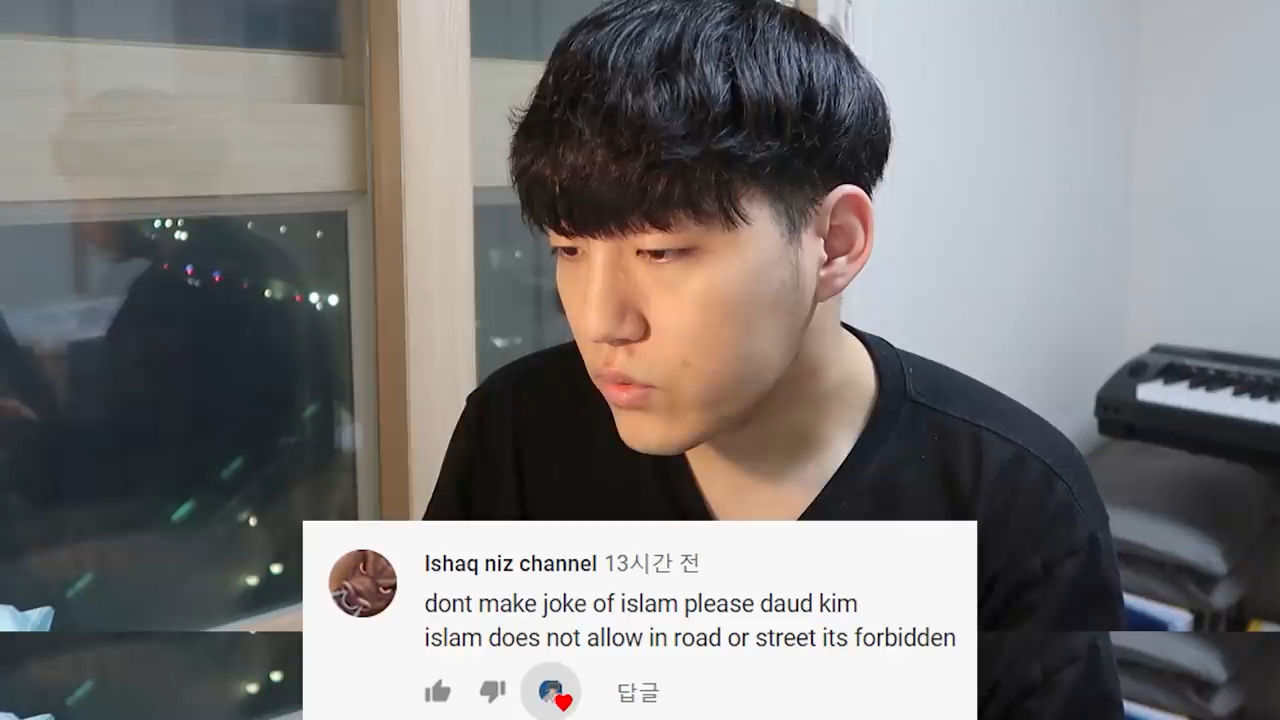 Ishaq niz channel 13시간 전
dont make joke of islam please daud kim
islam does not allow in road or street its forbidden
답글